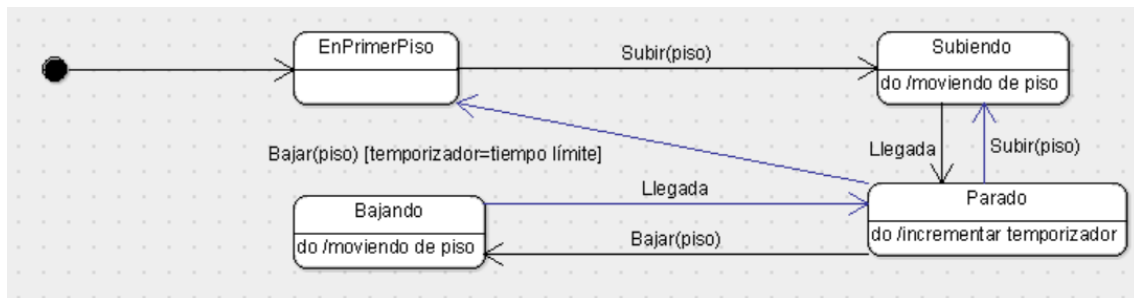 EnPrimerPiso
Subir(piso)
Subiendo
do /moviendo de piso
Llegada
Subir(piso)
Bajar(piso) [temporizador=tiempo límite]
Llegada
Parado
do /incrementar temporizador
Bajando
do /moviendo de piso
Bajar(piso)